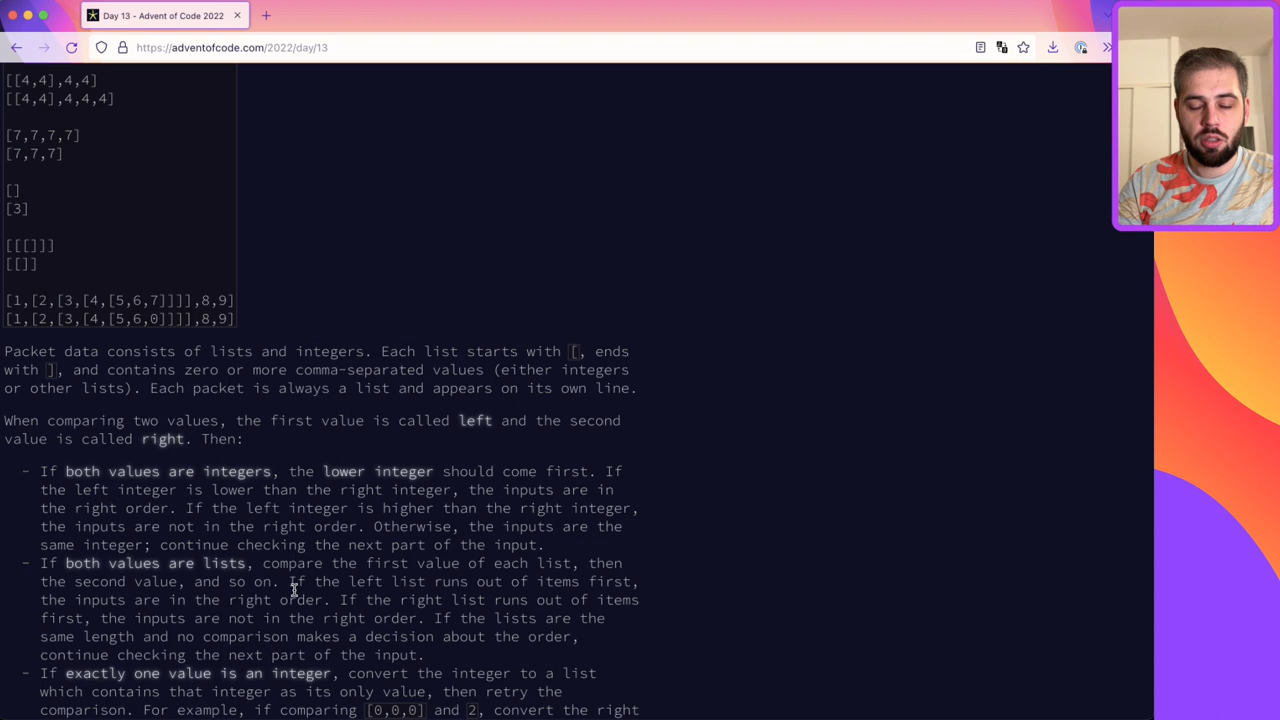 Day 13 - Advent of Code 2022
https://adventofcode.com/2022/day/13
[[4,4],4,4]
[[4,4],4,4,4]
[7,7,7,7]
[7,7,7]
[]
[3]
[[[]]]
[[]]
[1,[2,[3,[4,[5,6,7]]]],8,9]
[1,[2,[3,[4,[5,6,0]]]],8,9]
Packet data consists of lists and integers. Each list starts with [, ends
with ], and contains zero or more comma-separated values (either integers
or other lists). Each packet is always a list and appears on its own line.
When comparing two values, the first value is called left and the second
value is called right. Then:
- If both values are integers, the lower integer should come first. If
the left integer is lower than the right integer, the inputs are in
the right order. If the left integer is higher than the right integer,
the inputs are not in the right order. Otherwise, the inputs are the
same integer; continue checking the next part of the input.
- If both values are lists, compare the first value of each list, then
the second value, and so on. If the left list runs out of items first,
the inputs are in the right order. If the right list runs out of items
first, the inputs are not in the right order. If the lists are the
same length and no comparison makes a decision about the order,
continue checking the next part of the input.
- If exactly one value is an integer, convert the integer to a list
which contains that integer as its only value, then retry the
comparison. For example, if comparing [0,0,0] and 2, convert the right